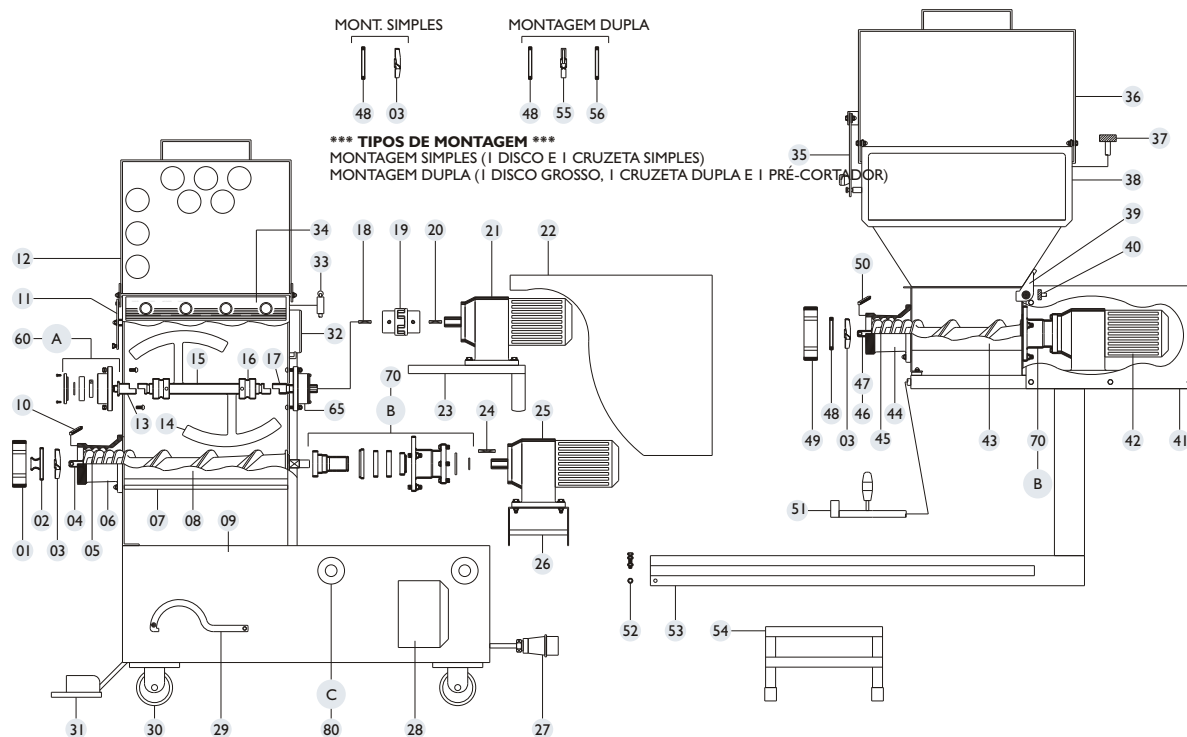 MONT. SIMPLES
MONTAGEM DUPLA
48 03
48 55 56
*** TIPOS DE MONTAGEM ***
MONTAGEM SIMPLES (1 DISCO E 1 CRUZETA SIMPLES)
MONTAGEM DUPLA (1 DISCO GROSSO, 1 CRUZETA DUPLA E 1 PRÉ-CORTADOR)
12
11
60 A
10
34
33
32
18 19 20 21 22
15 16 17
13 14
65
70
B
23 24 25
26
01 02 03 04 05 06 07 08 09
31 30 29 C 28 27
80
35
36
37
38
39
40
50
49 48 03 47 46 44 45 43 70 42 41
B
51
52 53 54